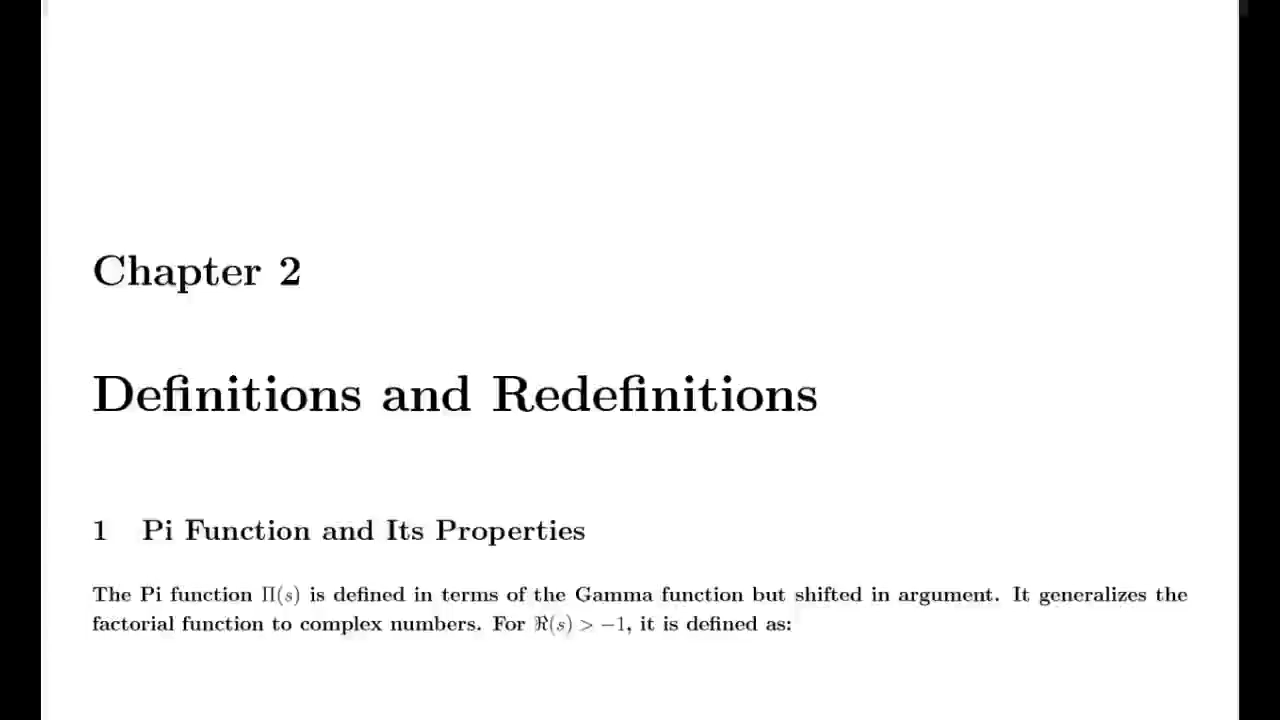 Chapter 2
Definitions and Redefinitions
1 Pi Function and Its Properties
The Pi function Π(s) is defined in terms of the Gamma function but shifted in argument. It generalizes the
factorial function to complex numbers. For ℜ(s) > −1, it is defined as: